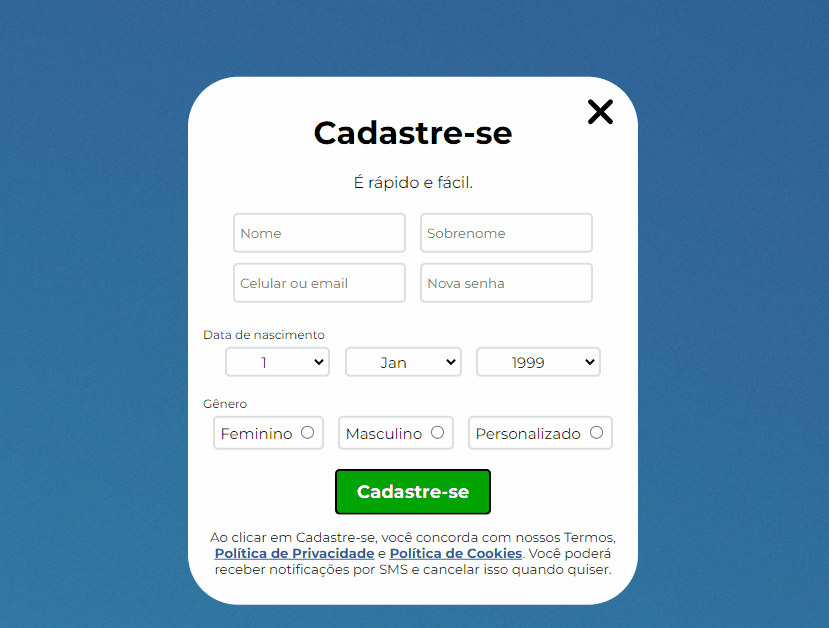 Cadastre-se
É rápido e fácil.
Nome Sobrenome
Celular ou email Nova senha
Data de nascimento
1 Jan 1999
Gênero
Feminino Masculino Personalizado
Cadastre-se
Ao clicar em Cadastre-se, você concorda com nossos Termos,
Política de Privacidade e Política de Cookies. Você poderá
receber notificações por SMS e cancelar isso quando quiser.